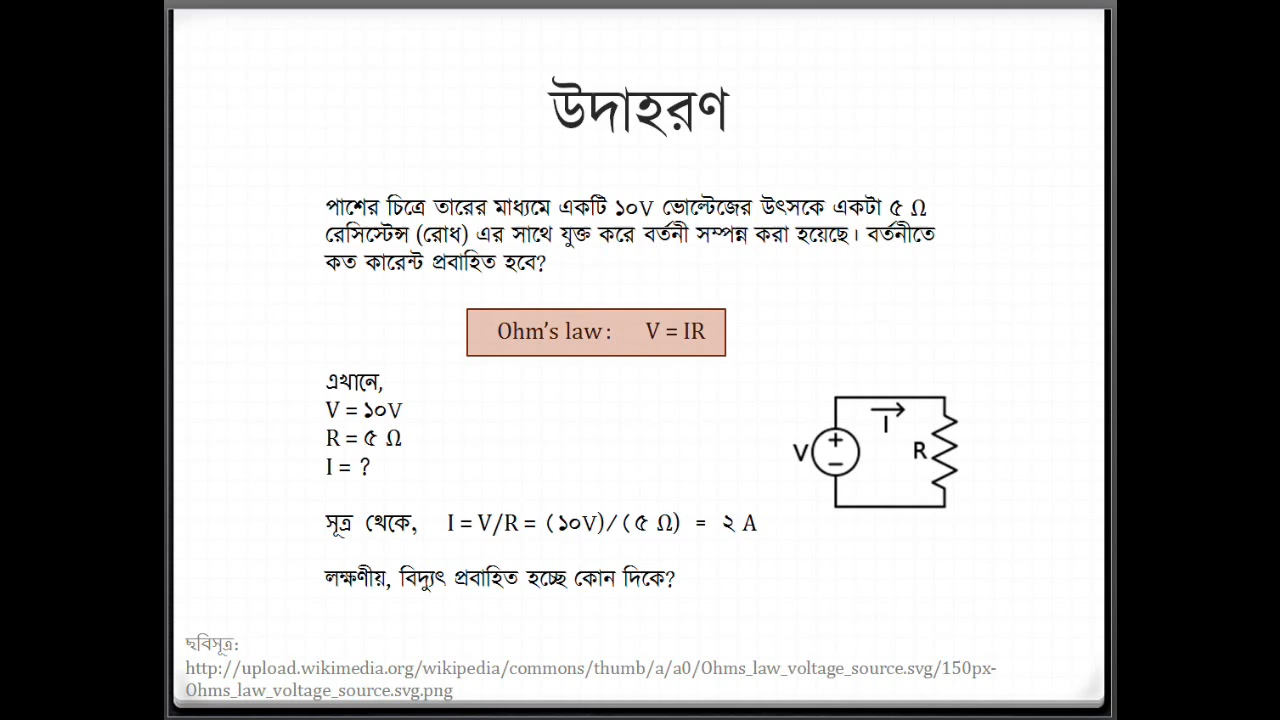 উদাহরণ
পাশের চিত্রে তারের মাধ্যমে একটি ১০V ভোল্টেজের উৎসকে একটা ৫ Ω
রেসিস্টেন্স (রোধ) এর সাথে যুক্ত করে বর্তনী সম্পন্ন করা হয়েছে। বর্তনীতে
কত কারেন্ট প্রবাহিত হবে?
Ohm's law: V = IR
এখানে,
V = ১০V
R = ৫ Ω
I = ?
I
V
+
−
R
সূত্র থেকে, I = V/R = (১০V)/(৫ Ω) = ২ A
লক্ষণীয়, বিদ্যুৎ প্রবাহিত হচ্ছে কোন দিকে?
ছবিসূত্র:
http://upload.wikimedia.org/wikipedia/commons/thumb/a/a0/Ohms_law_voltage_source.svg/150px-
Ohms_law_voltage_source.svg.png